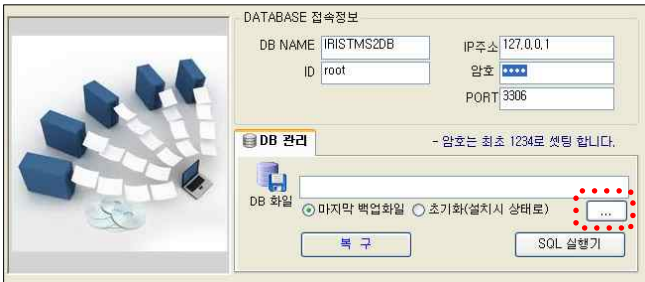 DATABASE 접속정보
DB NAME IRISTMS2DB IP주소 127,0,0,1
ID root 암호 ****
PORT 3306
DB 관리 - 암호는 최초 1234로 셋팅 합니다.
DB 화일
마지막 백업화일 초기화(설치시 상태로) ...
복 구 SQL 실행기